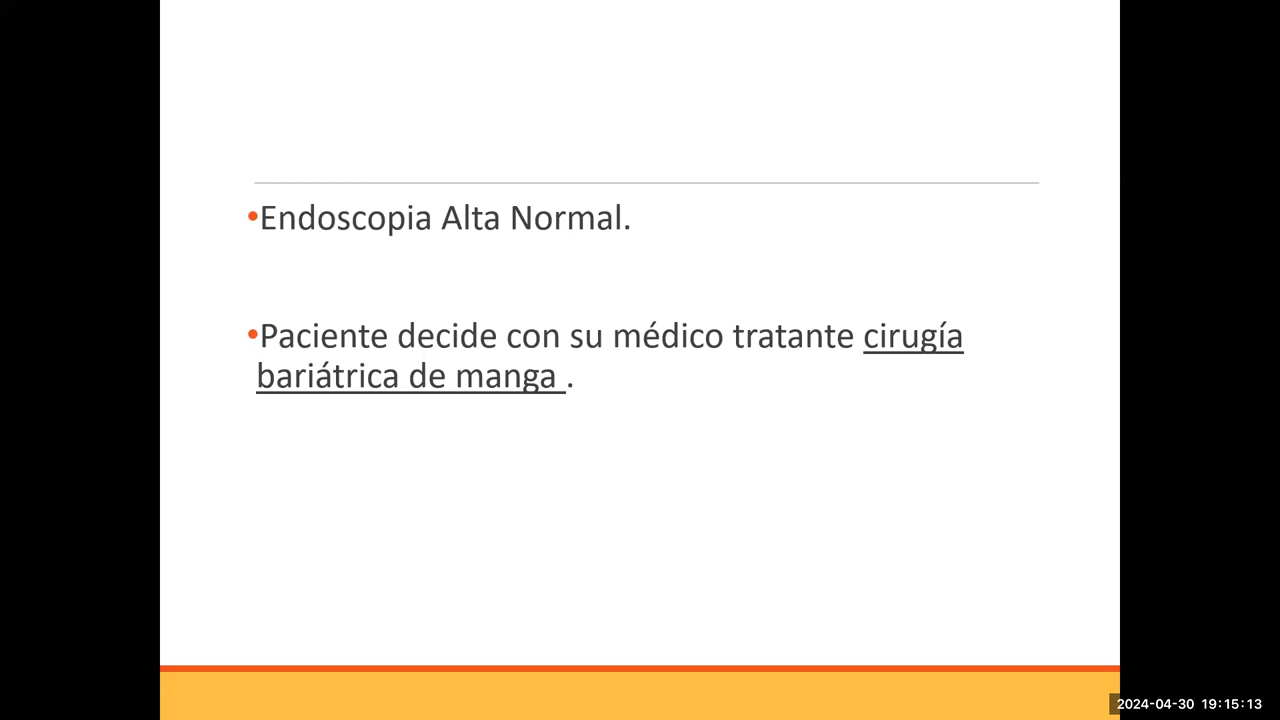 •Endoscopia Alta Normal.
•Paciente decide con su médico tratante cirugía
bariátrica de manga .
2024-04-30 19:15:13